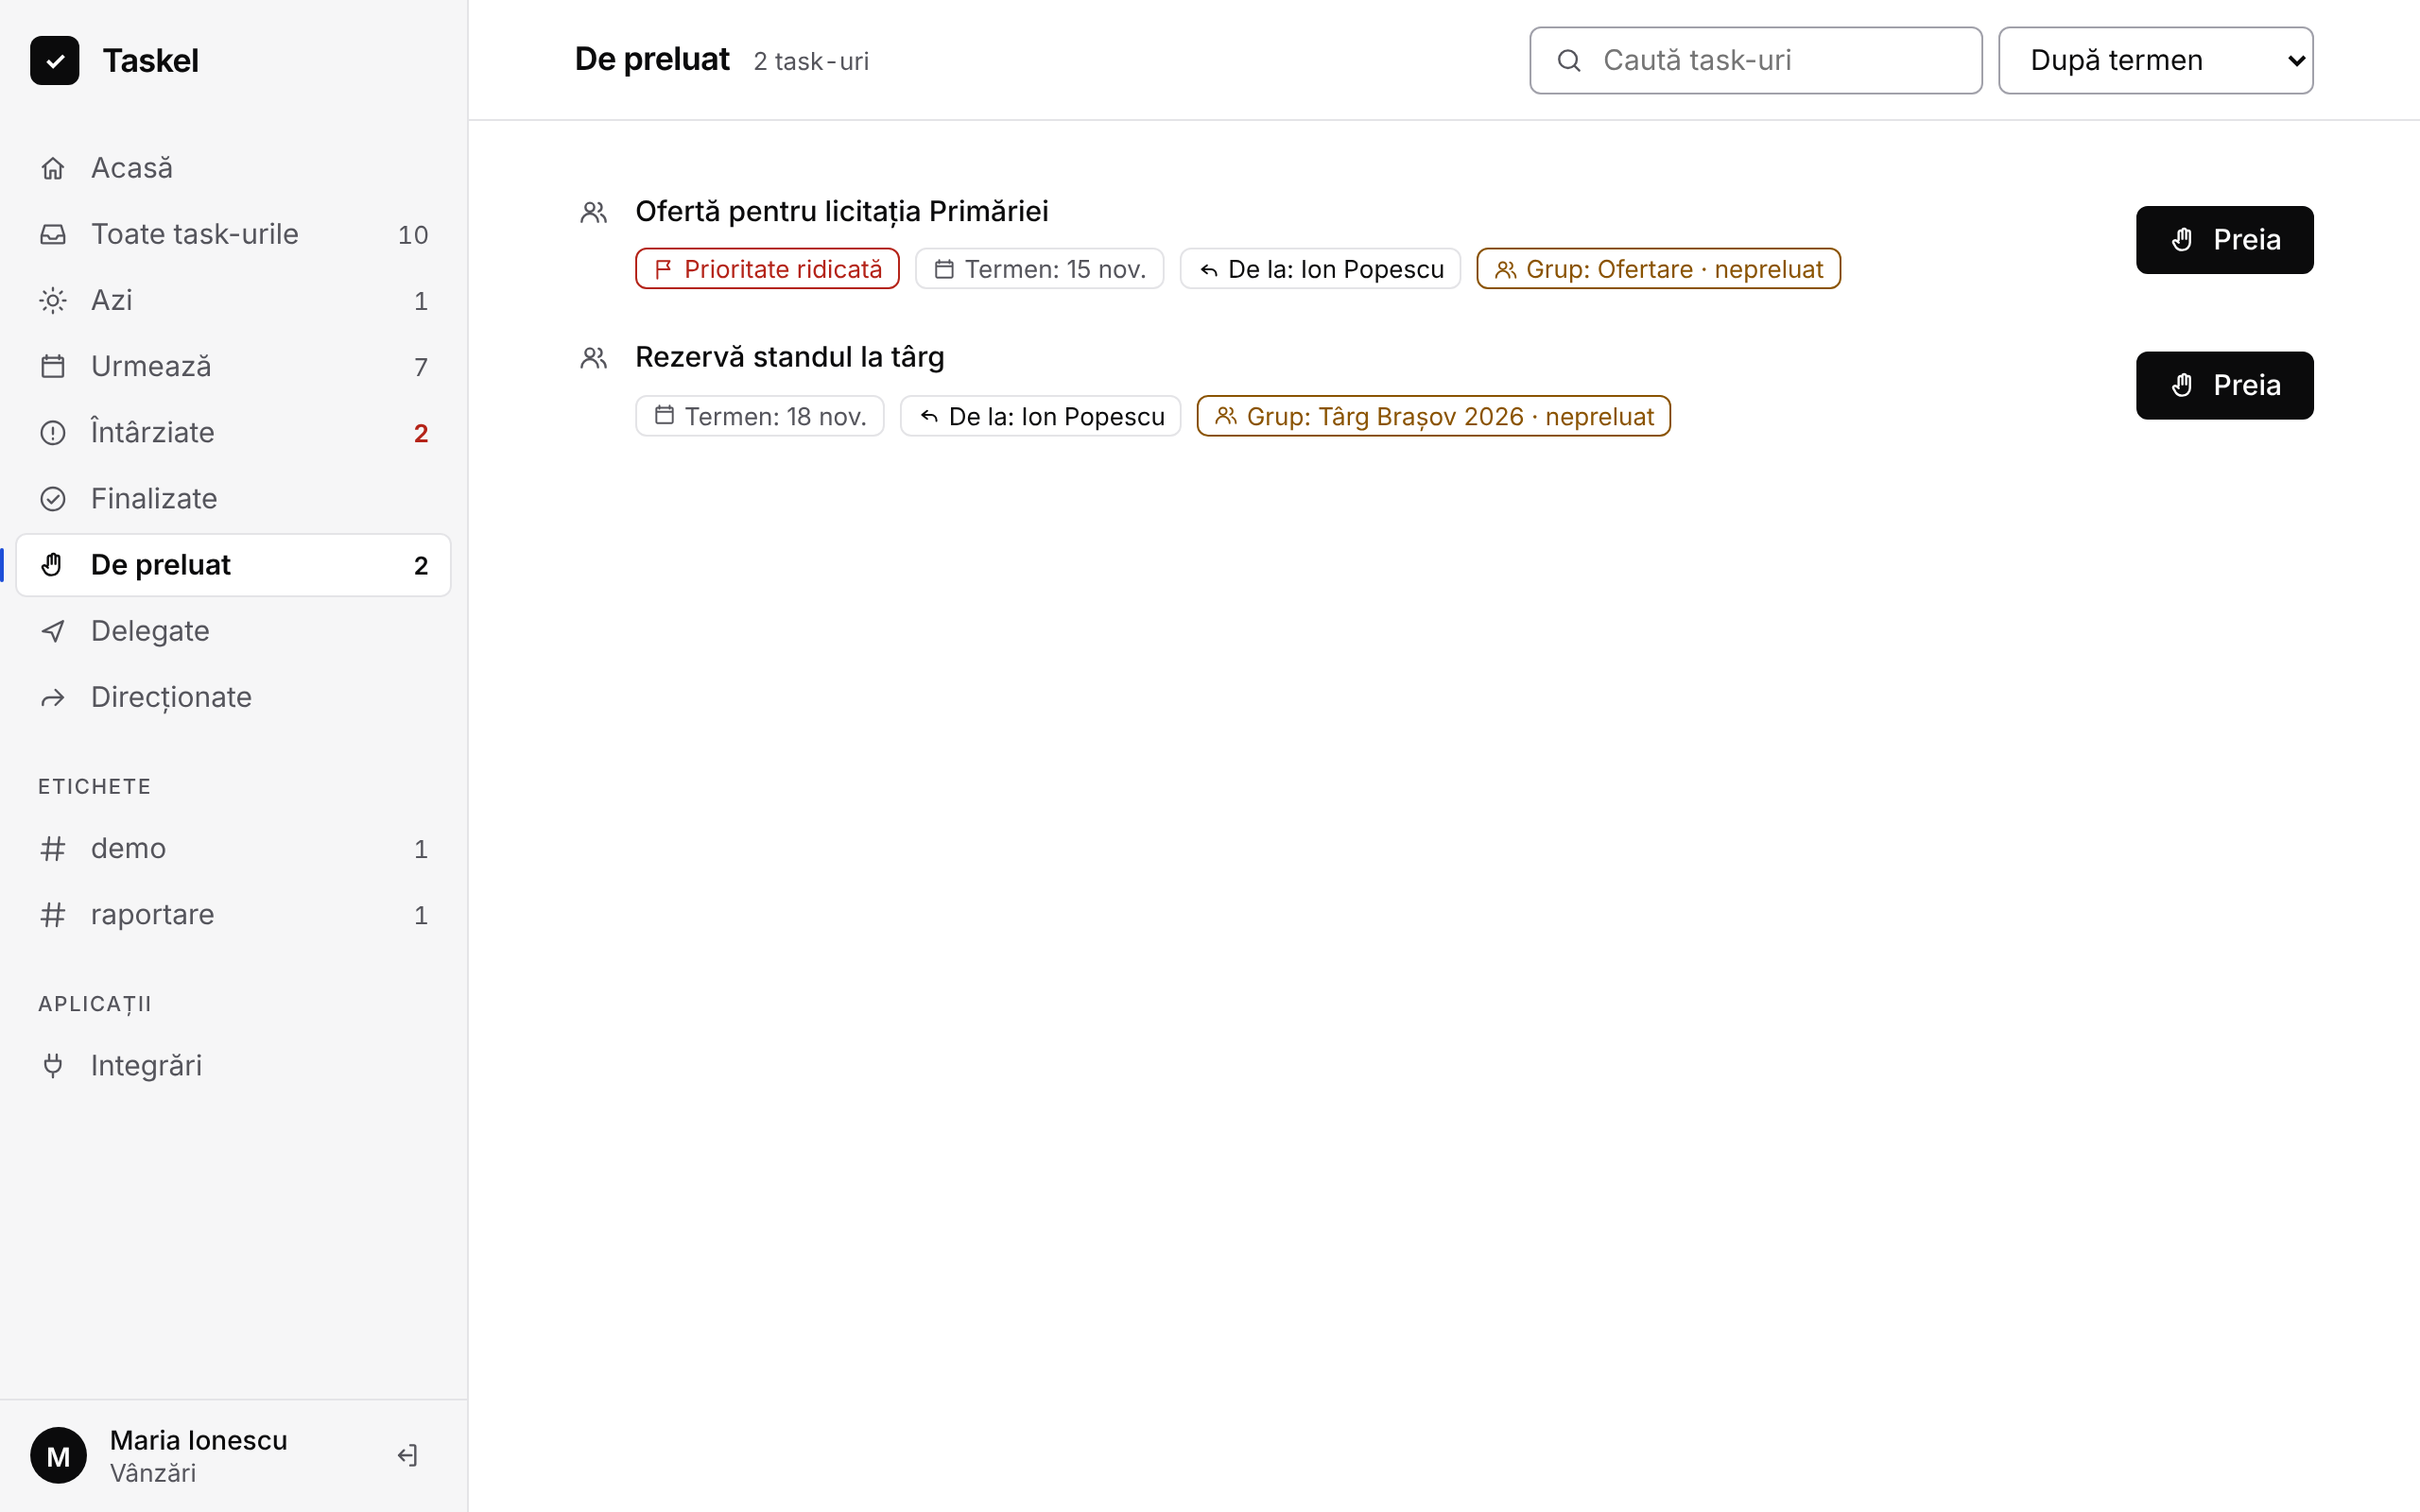 Taskel
Acasă
Toate task-urile 10
Azi 1
Urmează 7
Întârziate 2
Finalizate
De preluat 2
Delegate
Direcționate
ETICHETE
# demo 1
# raportare 1
APLICAȚII
Integrări
M
Maria Ionescu
Vânzări
De preluat 2 task-uri
Caută task-uri
După termen
Ofertă pentru licitația Primăriei
Prioritate ridicată Termen: 15 nov. De la: Ion Popescu Grup: Ofertare · nepreluat
Preia
Rezervă standul la târg
Termen: 18 nov. De la: Ion Popescu Grup: Târg Brașov 2026 · nepreluat
Preia